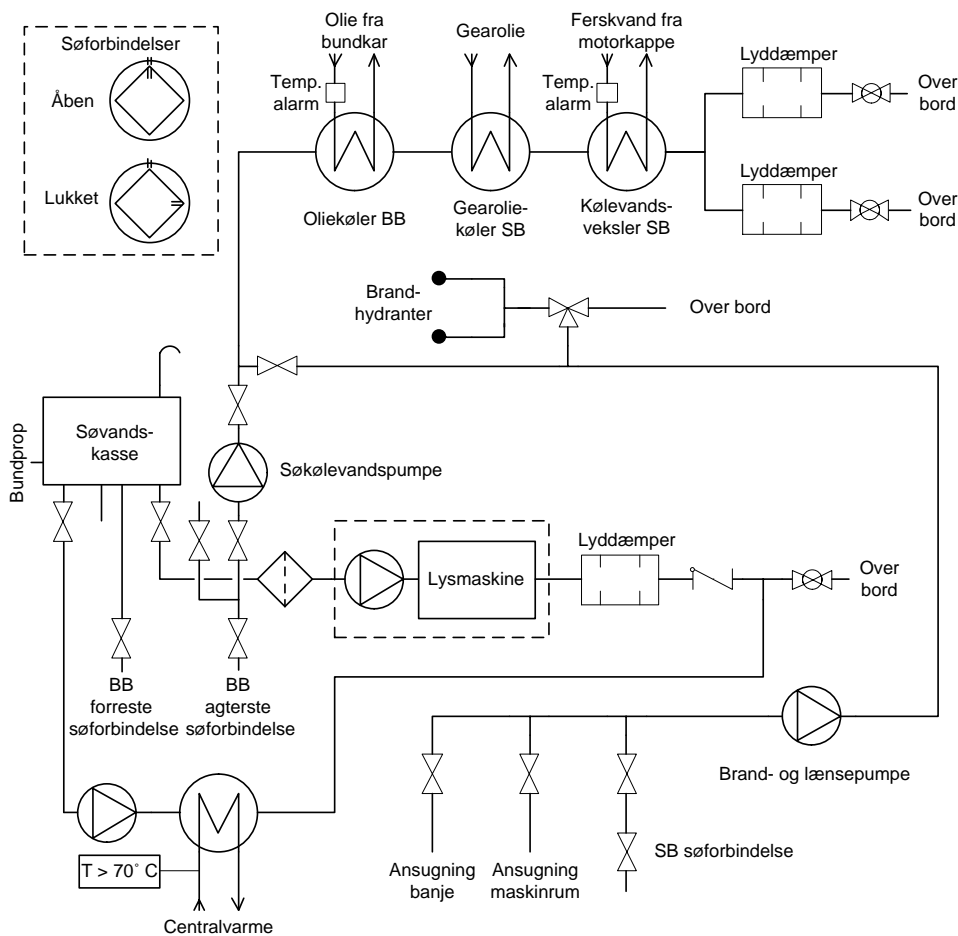 Søforbindelser
Åben
Lukket
Olie fra
bundkar
Temp.
alarm
Gearolie
Ferskvand fra
motorkappe
Temp.
alarm
Lyddæmper
Over
bord
Lyddæmper
Over
bord
Oliekøler BB
Gearolie-
køler SB
Kølevands-
veksler SB
Brand-
hydranter
Over bord
Bundprop
Søvands-
kasse
Søkølevandspumpe
Lysmaskine
Lyddæmper
Over
bord
BB
forreste
søforbindelse
BB
agterste
søforbindelse
Brand- og lænsepumpe
T > 70° C
Centralvarme
Ansugning
banje
Ansugning
maskinrum
SB søforbindelse